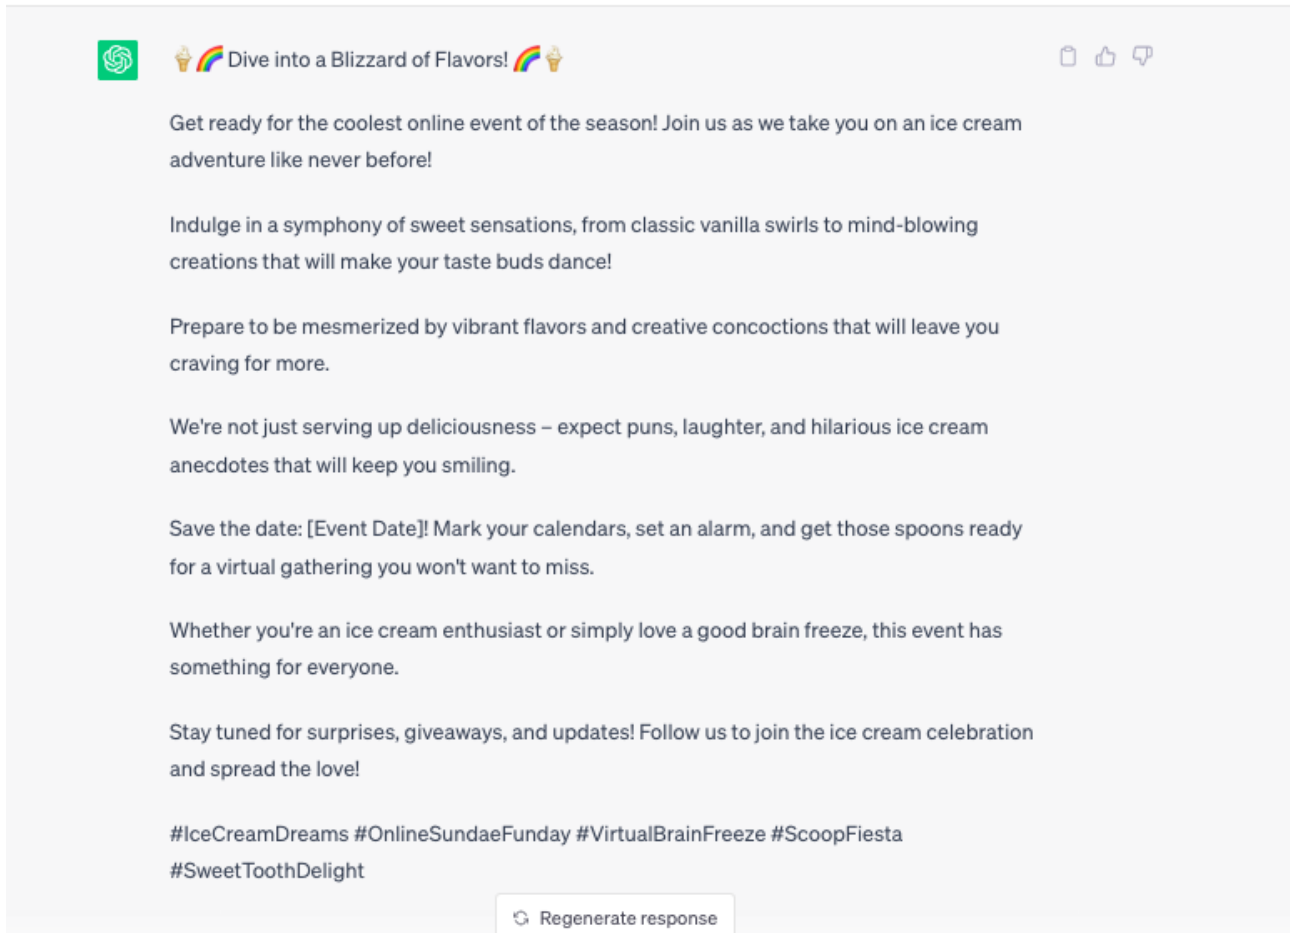 🍦🌈 Dive into a Blizzard of Flavors! 🌈🍦
Get ready for the coolest online event of the season! Join us as we take you on an ice cream
adventure like never before!
Indulge in a symphony of sweet sensations, from classic vanilla swirls to mind-blowing
creations that will make your taste buds dance!
Prepare to be mesmerized by vibrant flavors and creative concoctions that will leave you
craving for more.
We're not just serving up deliciousness – expect puns, laughter, and hilarious ice cream
anecdotes that will keep you smiling.
Save the date: [Event Date]! Mark your calendars, set an alarm, and get those spoons ready
for a virtual gathering you won't want to miss.
Whether you're an ice cream enthusiast or simply love a good brain freeze, this event has
something for everyone.
Stay tuned for surprises, giveaways, and updates! Follow us to join the ice cream celebration
and spread the love!
#IceCreamDreams #OnlineSundaeFunday #VirtualBrainFreeze #ScoopFiesta
#SweetToothDelight
Regenerate response